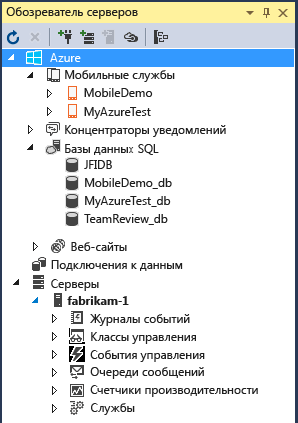 Обозреватель серверов
Azure
Мобильные службы
MobileDemo
MyAzureTest
Концентраторы уведомлений
Базы данных SQL
JFIDB
MobileDemo_db
MyAzureTest_db
TeamReview_db
Веб-сайты
Подключения к данным
Серверы
fabrikam-1
Журналы событий
Классы управления
События управления
Очереди сообщений
Счетчики производительности
Службы